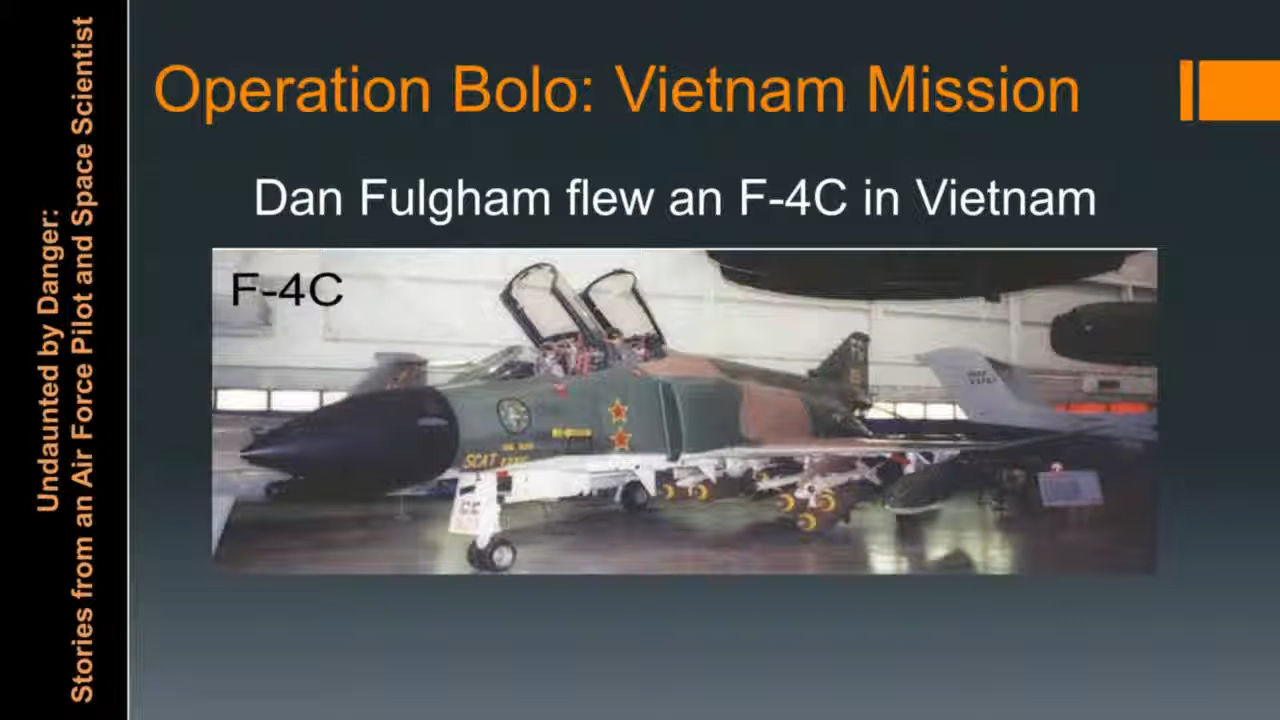 Undaunted by Danger:
Stories from an Air Force Pilot and Space Scientist
Operation Bolo: Vietnam Mission
Dan Fulgham flew an F-4C in Vietnam
F-4C
SCAT